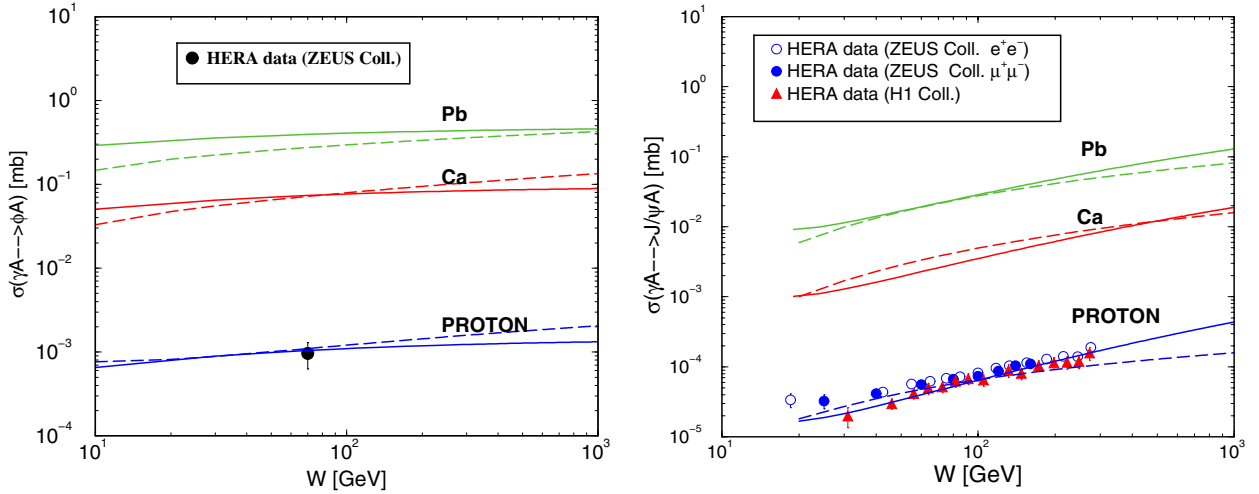 10^1
10^0
10^-1
10^-2
10^-3
10^-4
σ(γA--->ϕA) [mb]
HERA data (ZEUS Coll.)
Pb
Ca
PROTON
10^1
10^2
10^3
W [GeV]
10^1
10^0
10^-1
10^-2
10^-3
10^-4
10^-5
σ(γA--->J/ψA) [mb]
HERA data (ZEUS Coll. e^+e^-)
HERA data (ZEUS Coll. μ^+μ^-)
HERA data (H1 Coll.)
Pb
Ca
PROTON
10^1
10^2
10^3
W [GeV]